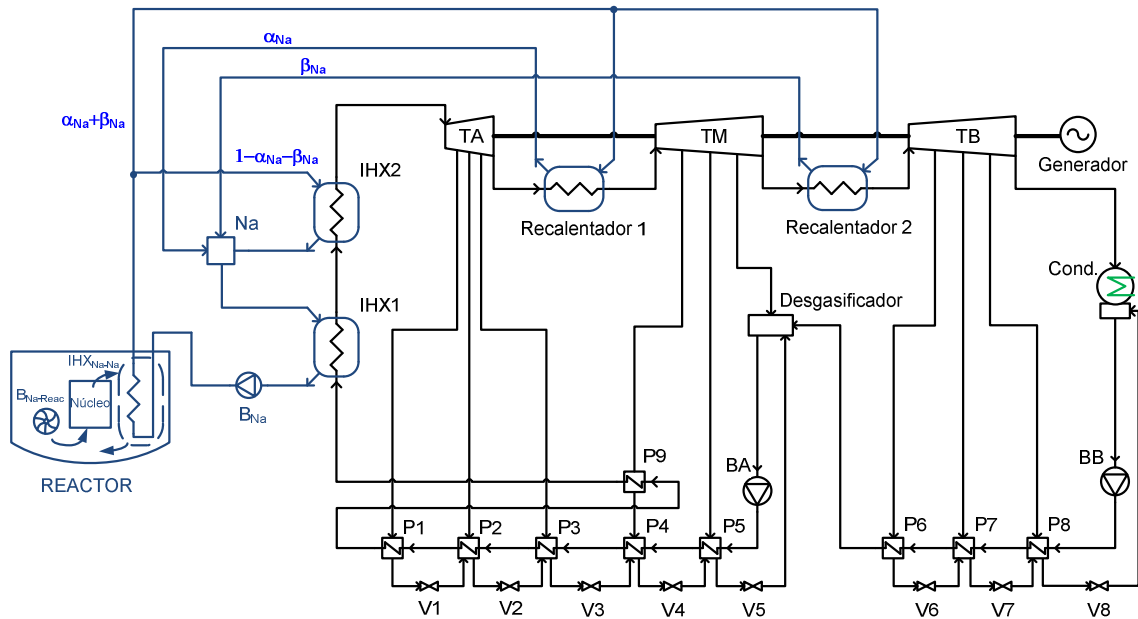 αNa
βNa
αNa+βNa
1−αNa−βNa
TA
TM
TB
Generador
IHX2
Recalentador 1
Recalentador 2
Na
Cond.
Desgasificador
IHX1
IHXNa-Na
BNa-Reac
Núcleo
BNa
REACTOR
P9
BA
BB
P1
P2
P3
P4
P5
P6
P7
P8
V1
V2
V3
V4
V5
V6
V7
V8